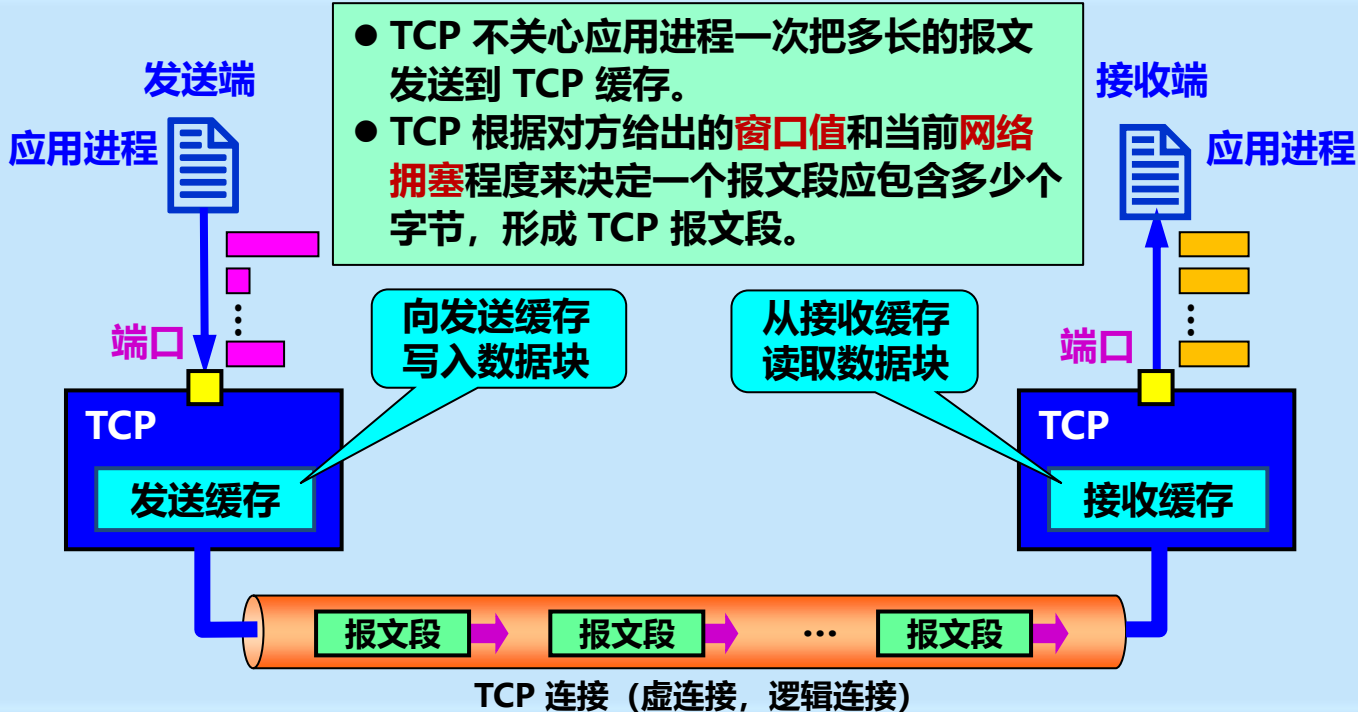 ● TCP 不关心应用进程一次把多长的报文
发送到 TCP 缓存。
● TCP 根据对方给出的窗口值和当前网络
拥塞程度来决定一个报文段应包含多少个
字节，形成 TCP 报文段。
发送端
应用进程
接收端
应用进程
⋮
⋮
端口
向发送缓存
写入数据块
从接收缓存
读取数据块
端口
TCP
发送缓存
TCP
接收缓存
报文段
报文段
…
报文段
TCP 连接（虚连接，逻辑连接）